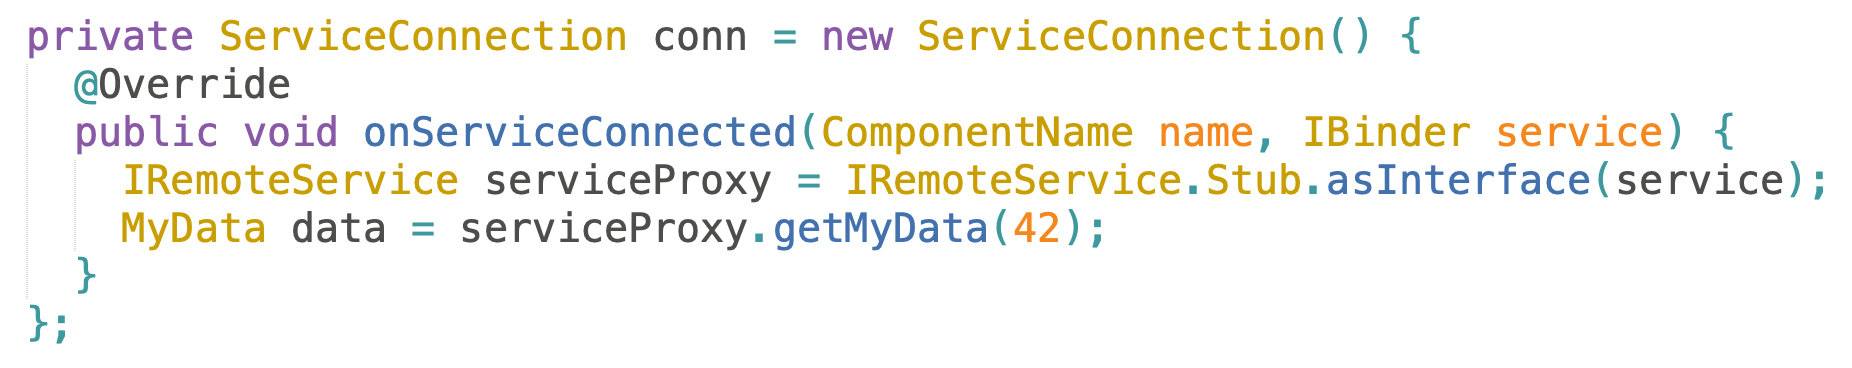 private ServiceConnection conn = new ServiceConnection() {
  @Override
  public void onServiceConnected(ComponentName name, IBinder service) {
    IRemoteService serviceProxy = IRemoteService.Stub.asInterface(service);
    MyData data = serviceProxy.getMyData(42);
  }
};